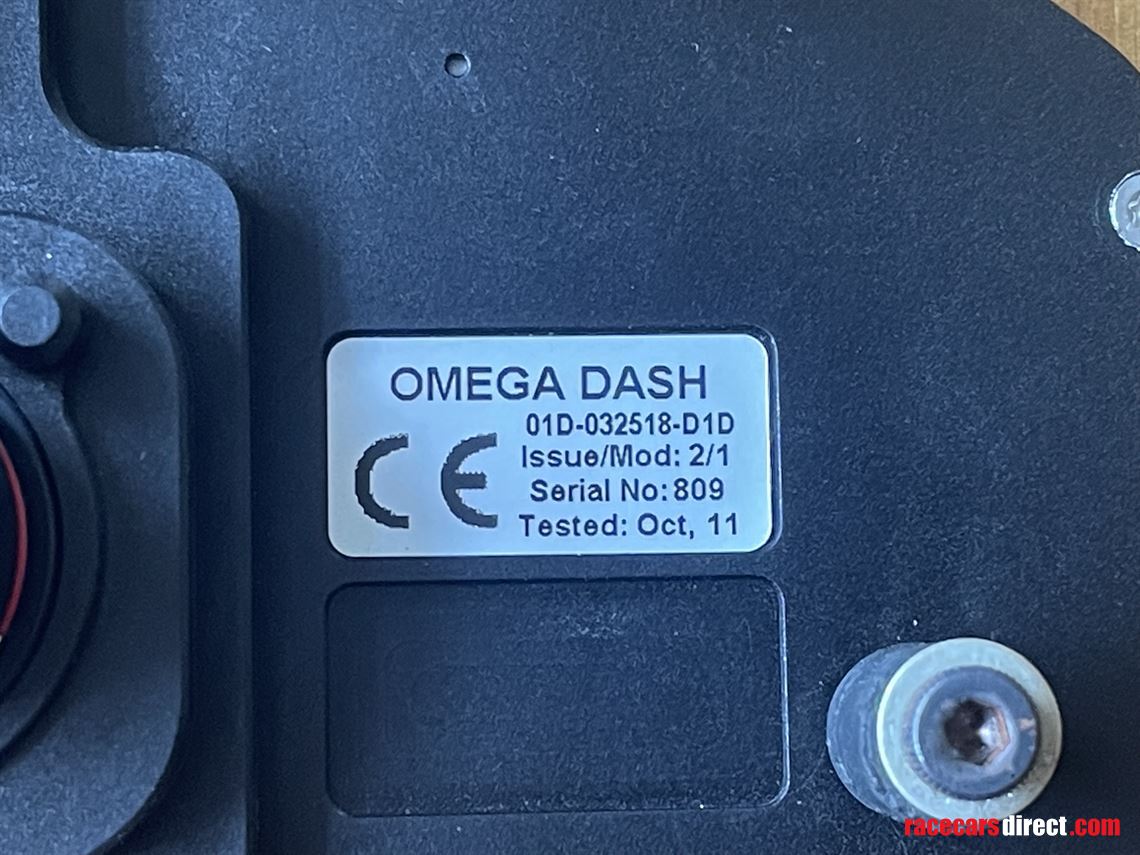 OMEGA DASH
01D-032518-D1D
CE
Issue/Mod: 2/1
Serial No: 809
Tested: Oct, 11
racecarsdirect.com